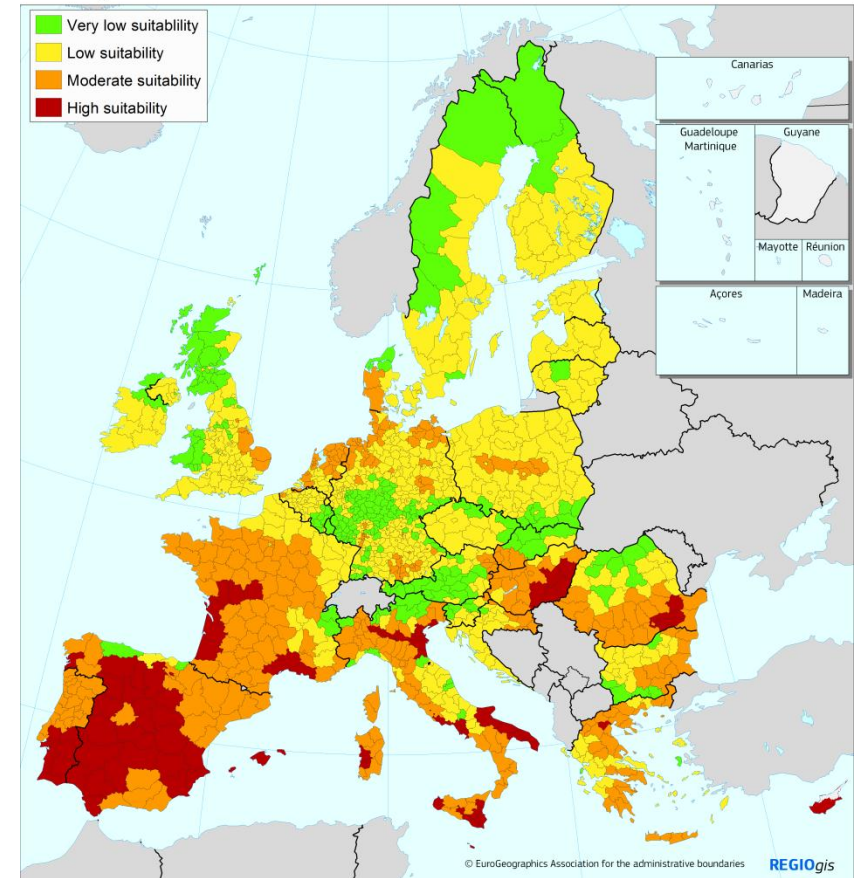 Very low suitablility
Low suitability
Moderate suitability
High suitability
Canarias
Guadeloupe
Martinique
Guyane
Mayotte
Réunion
Açores
Madeira
© EuroGeographics Association for the administrative boundaries
REGIOgis